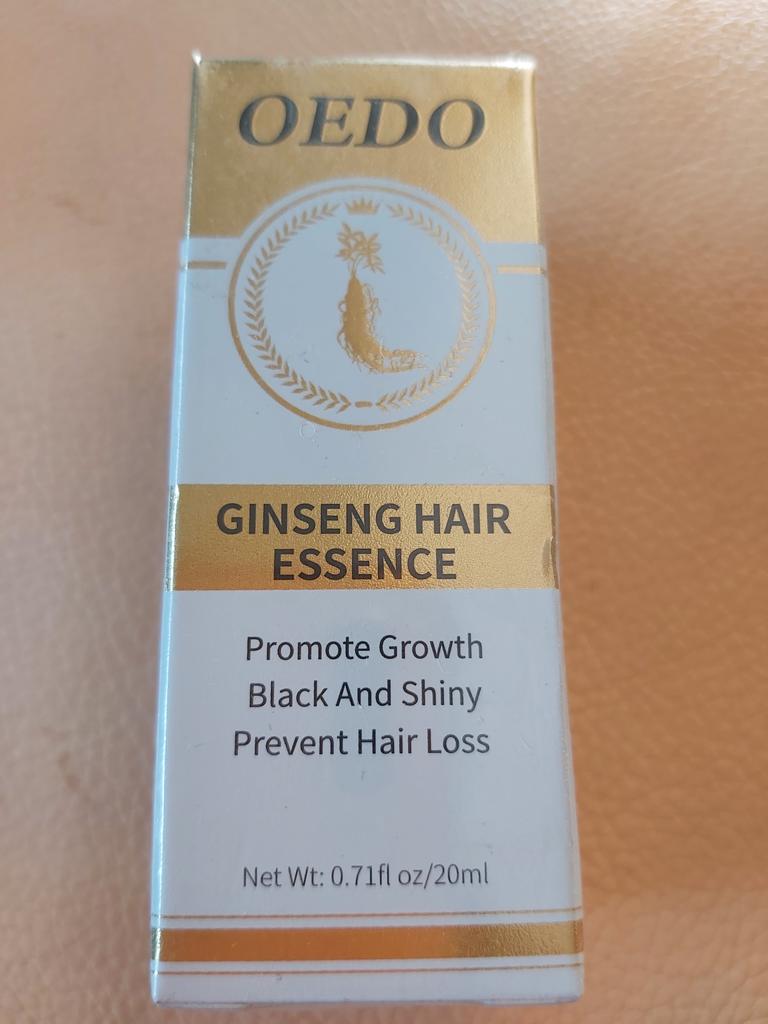 OEDO
GINSENG HAIR
ESSENCE
Promote Growth
Black And Shiny
Prevent Hair Loss
Net Wt: 0.71fl oz/20ml